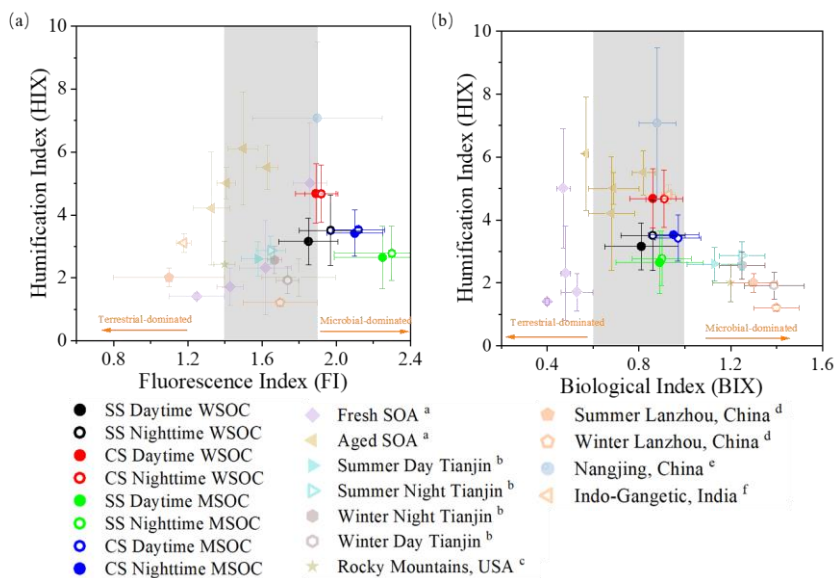 (a)
(b)
10
8
6
4
2
0
Humification Index (HIX)
Terrestrial-dominated
Microbial-dominated
0.8
1.2
1.6
2.0
2.4
Fluorescence Index (FI)
10
8
6
4
2
0
Humification Index (HIX)
Terrestrial-dominated
Microbial-dominated
0.4
0.8
1.2
1.6
Biological Index (BIX)
SS Daytime WSOC
SS Nighttime WSOC
CS Daytime WSOC
CS Nighttime WSOC
SS Daytime MSOC
SS Nighttime MSOC
CS Daytime MSOC
CS Nighttime MSOC
Fresh SOA a
Aged SOA a
Summer Day Tianjin b
Summer Night Tianjin b
Winter Night Tianjin b
Winter Day Tianjin b
Rocky Mountains, USA c
Summer Lanzhou, China d
Winter Lanzhou, China d
Nangjing, China e
Indo-Gangetic, India f